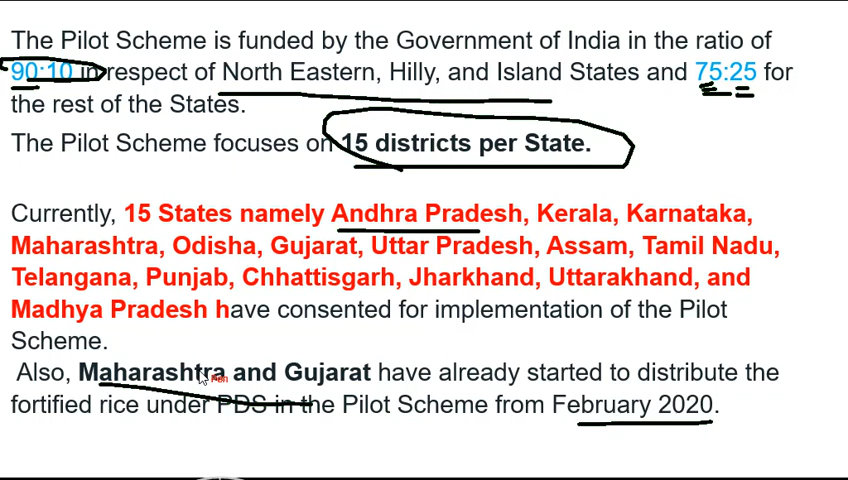 The Pilot Scheme is funded by the Government of India in the ratio of
90:10 in respect of North Eastern, Hilly, and Island States and 75:25 for
the rest of the States.
The Pilot Scheme focuses on 15 districts per State.
Currently, 15 States namely Andhra Pradesh, Kerala, Karnataka,
Maharashtra, Odisha, Gujarat, Uttar Pradesh, Assam, Tamil Nadu,
Telangana, Punjab, Chhattisgarh, Jharkhand, Uttarakhand, and
Madhya Pradesh have consented for implementation of the Pilot
Scheme.
Also, Maharashtra and Gujarat have already started to distribute the
Pen
fortified rice under PDS in the Pilot Scheme from February 2020.